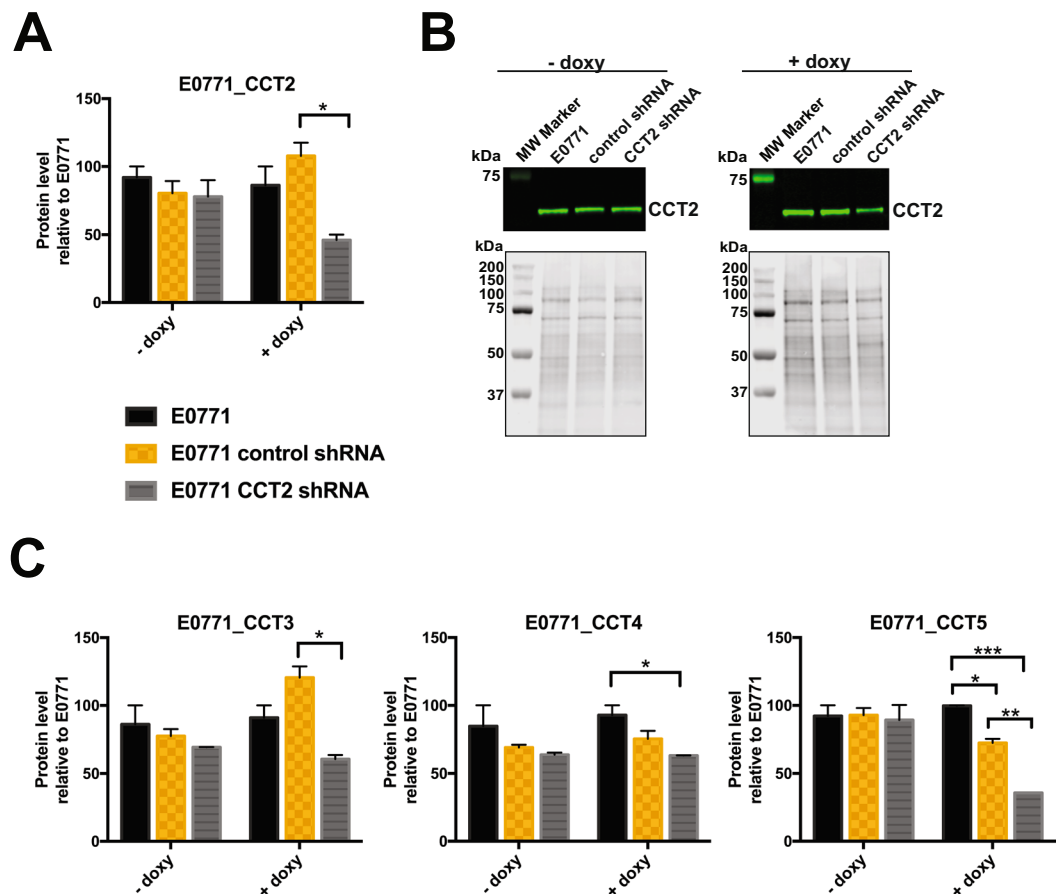 A
E0771_CCT2
Protein level
relative to E0771
150
100
50
0
*
- doxy
+ doxy
E0771
E0771 control shRNA
E0771 CCT2 shRNA
B
- doxy
+ doxy
MW Marker
E0771
control shRNA
CCT2 shRNA
MW Marker
E0771
control shRNA
CCT2 shRNA
kDa
75
CCT2
kDa
75
CCT2
kDa
200
150
100
75
50
37
kDa
200
150
100
75
50
37
C
E0771_CCT3
Protein level
relative to E0771
150
100
50
0
*
- doxy
+ doxy
E0771_CCT4
Protein level
relative to E0771
150
100
50
0
*
- doxy
+ doxy
E0771_CCT5
Protein level
relative to E0771
150
100
50
0
***
*
**
- doxy
+ doxy